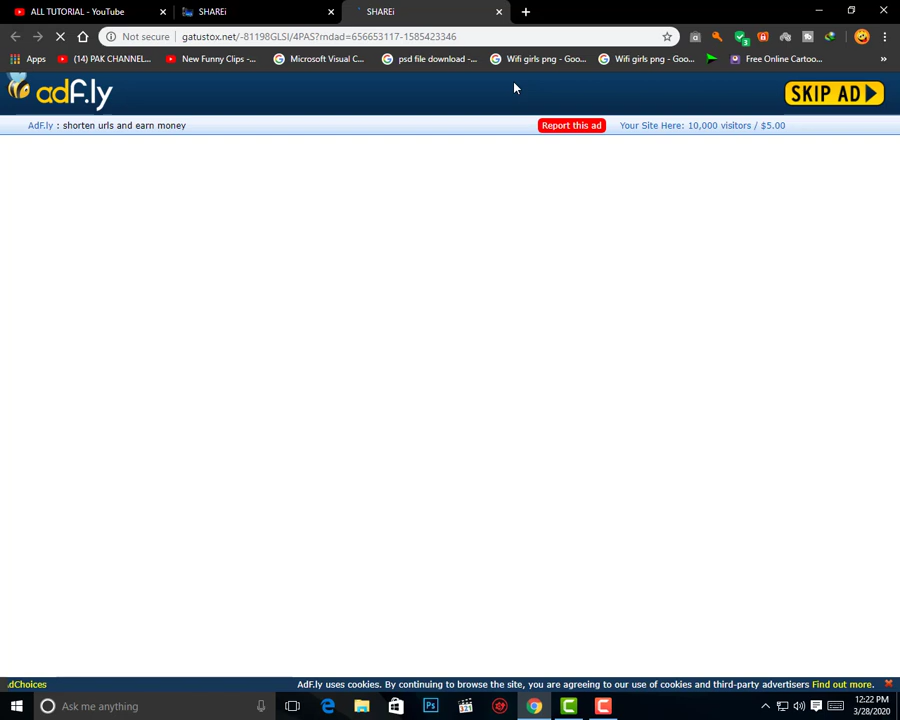 ALL TUTORIAL - YouTube
SHAREi
SHAREi
Not secure
gatustox.net/-81198GLSI/4PAS?rndad=656653117-1585423346
3
Apps
(14) PAK CHANNEL...
New Funny Clips -...
Microsoft Visual C...
psd file download -...
Wifi girls png - Goo...
Wifi girls png - Goo...
Free Online Cartoo...
»
adf.ly
SKIP AD
AdF.ly : shorten urls and earn money
Report this ad
Your Site Here: 10,000 visitors / $5.00
dChoices
AdF.ly uses cookies. By continuing to browse the site, you are agreeing to our use of cookies and third-party advertisers Find out more.
Ask me anything
Ps
12:22 PM
3/28/2020